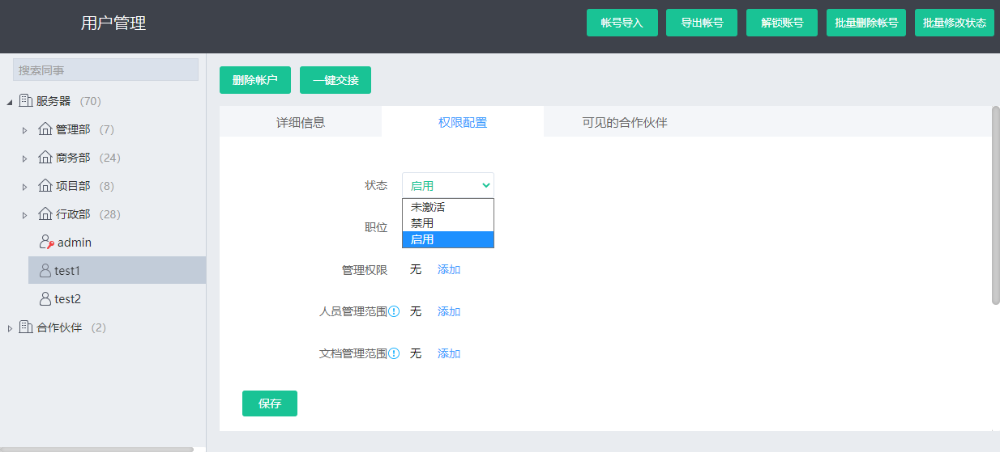 用户管理
帐号导入
导出帐号
解锁账号
批量删除帐号
批量修改状态
搜索同事
服务器 (70)
管理部 (7)
商务部 (24)
项目部 (8)
行政部 (28)
admin
test1
test2
合作伙伴 (2)
删除帐户
一键交接
详细信息
权限配置
可见的合作伙伴
状态 启用
未激活
禁用
启用
职位
管理权限 无 添加
人员管理范围 无 添加
文档管理范围 无 添加
保存